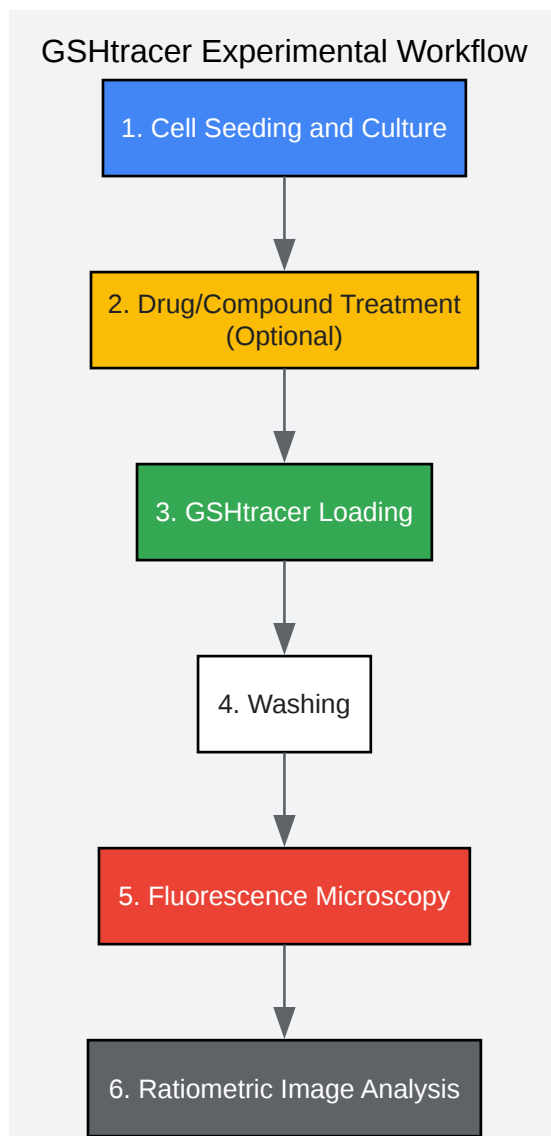 GSHtracer Experimental Workflow
1. Cell Seeding and Culture
2. Drug/Compound Treatment
(Optional)
3. GSHtracer Loading
4. Washing
5. Fluorescence Microscopy
6. Ratiometric Image Analysis